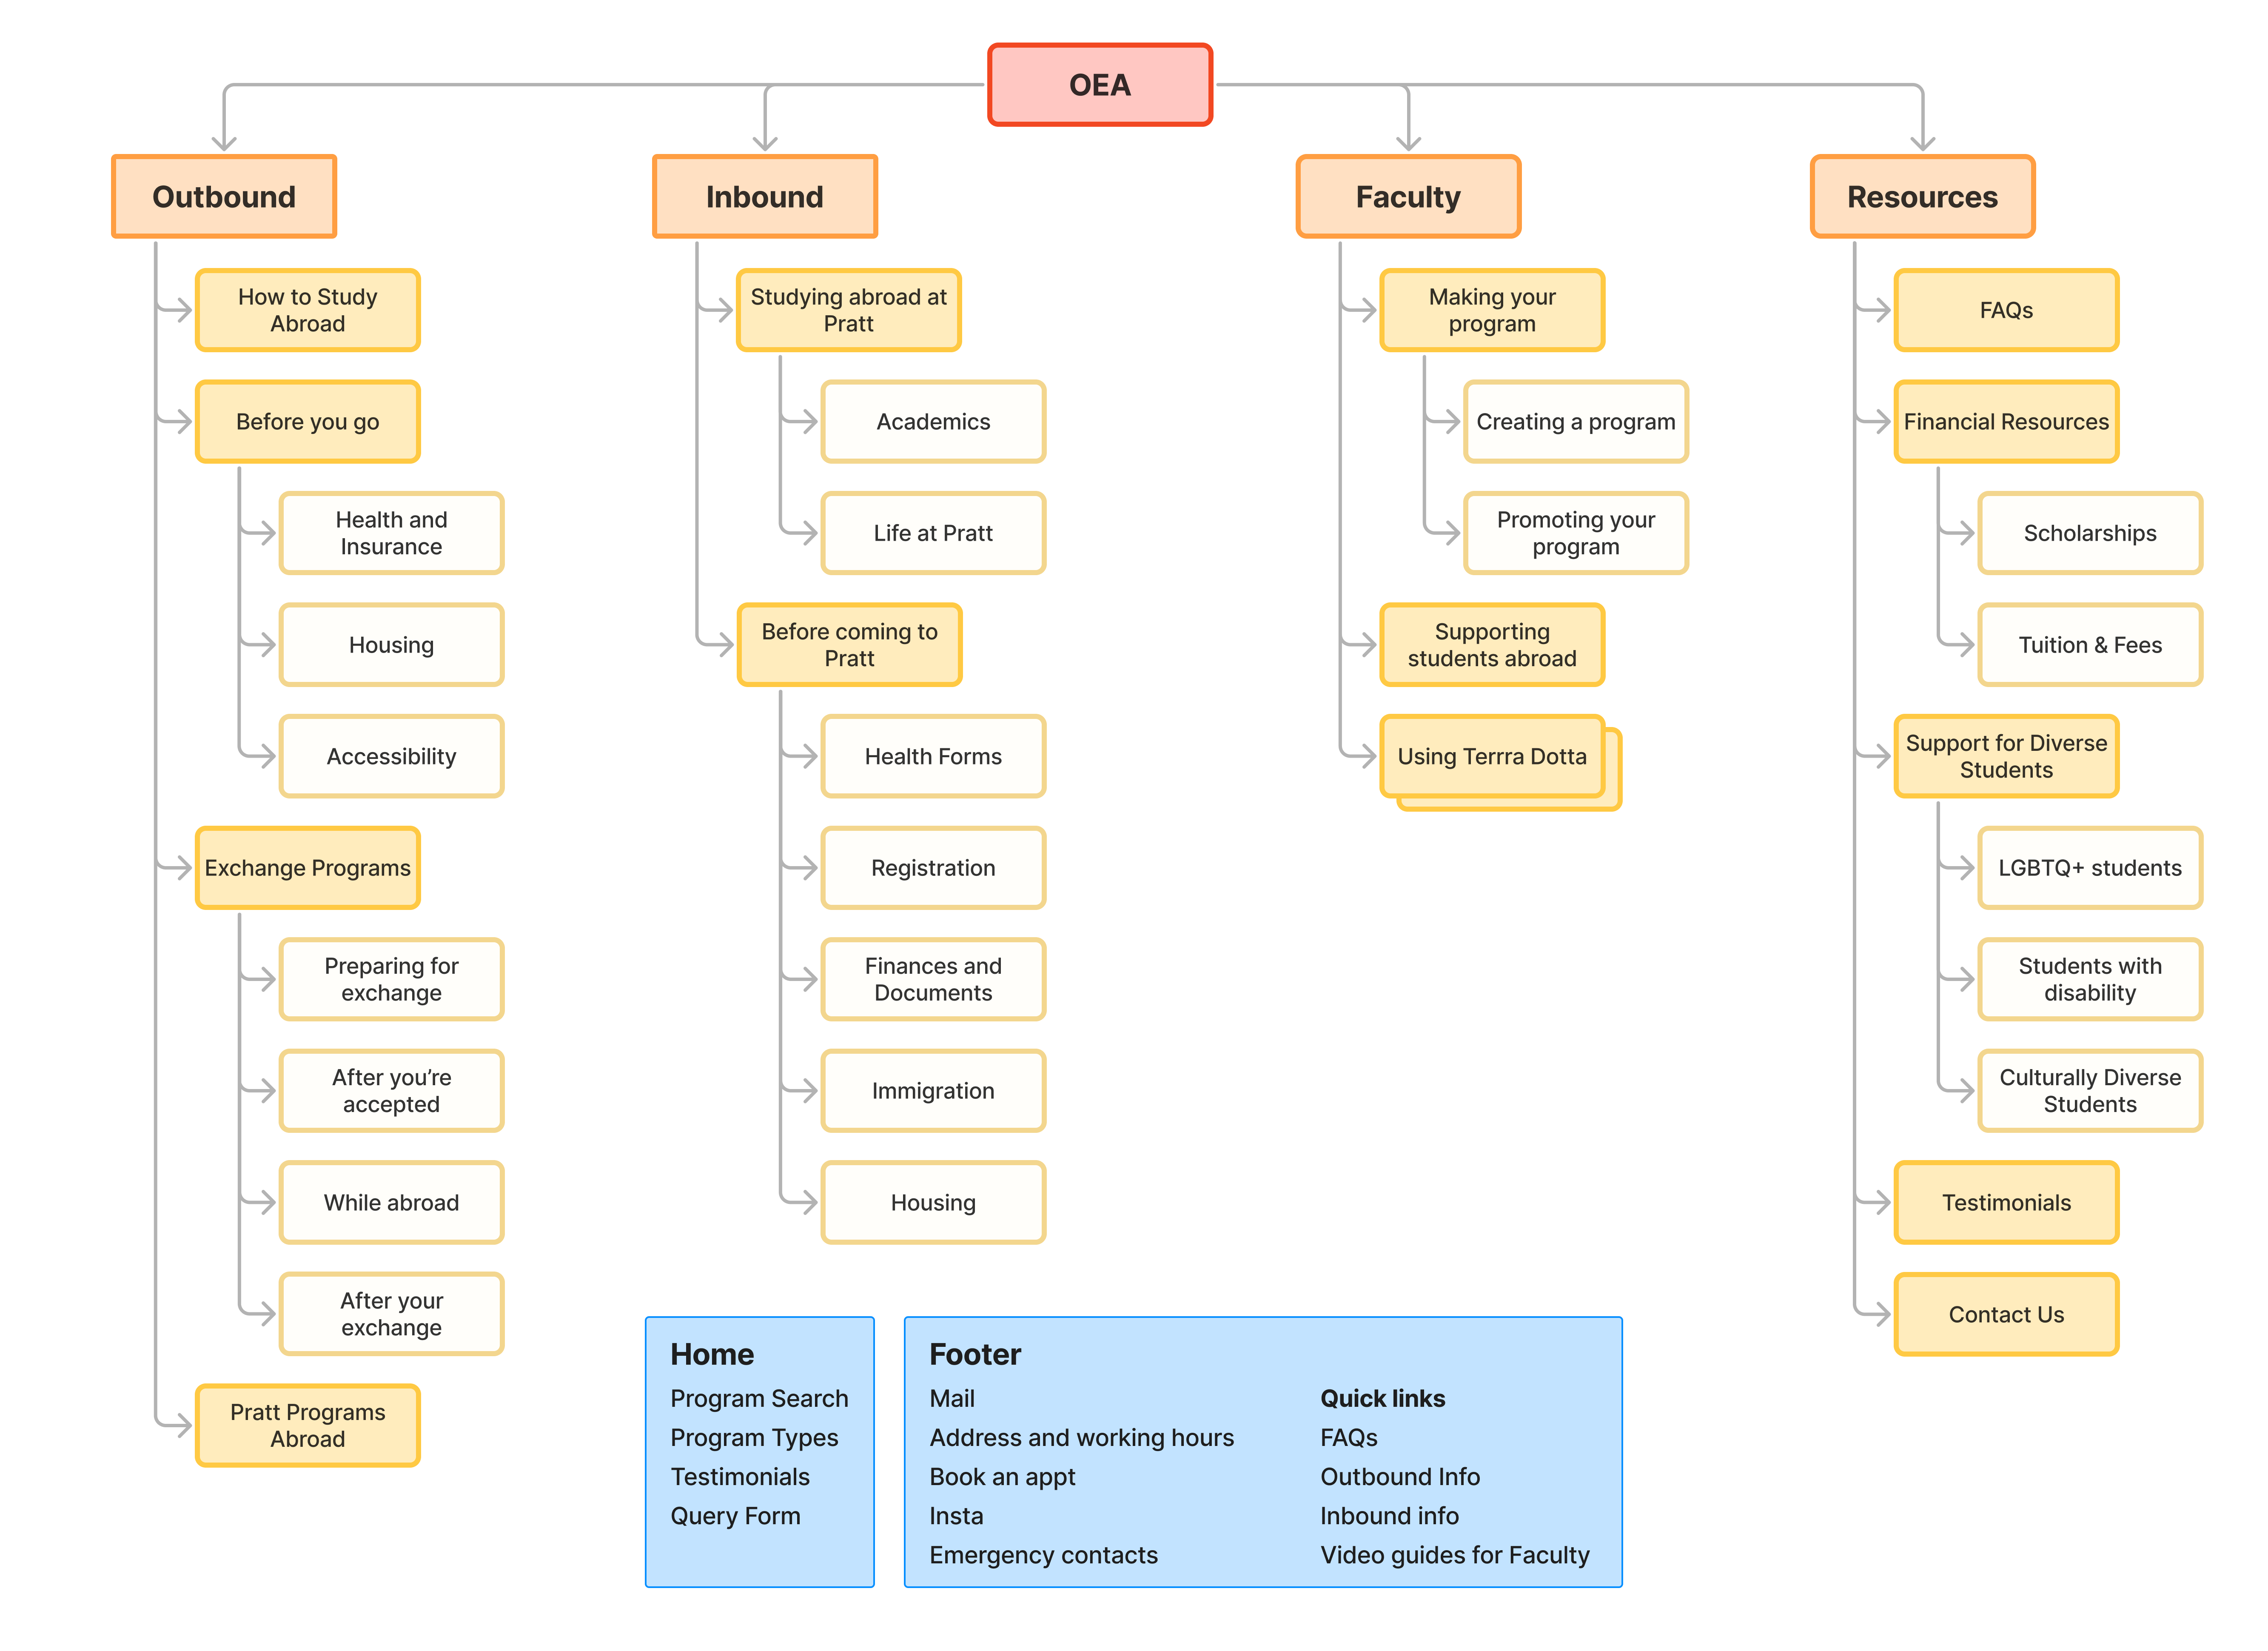 OEA
Outbound
How to Study
Abroad
Before you go
Health and
Insurance
Housing
Accessibility
Exchange Programs
Preparing for
exchange
After you’re
accepted
While abroad
After your
exchange
Pratt Programs
Abroad
Inbound
Studying abroad at
Pratt
Academics
Life at Pratt
Before coming to
Pratt
Health Forms
Registration
Finances and
Documents
Immigration
Housing
Faculty
Making your
program
Creating a program
Promoting your
program
Supporting
students abroad
Using Terrra Dotta
Resources
FAQs
Financial Resources
Scholarships
Tuition & Fees
Support for Diverse
Students
LGBTQ+ students
Students with
disability
Culturally Diverse
Students
Testimonials
Contact Us
Home
Program Search
Program Types
Testimonials
Query Form
Footer
Mail
Address and working hours
Book an appt
Insta
Emergency contacts
Quick links
FAQs
Outbound Info
Inbound info
Video guides for Faculty